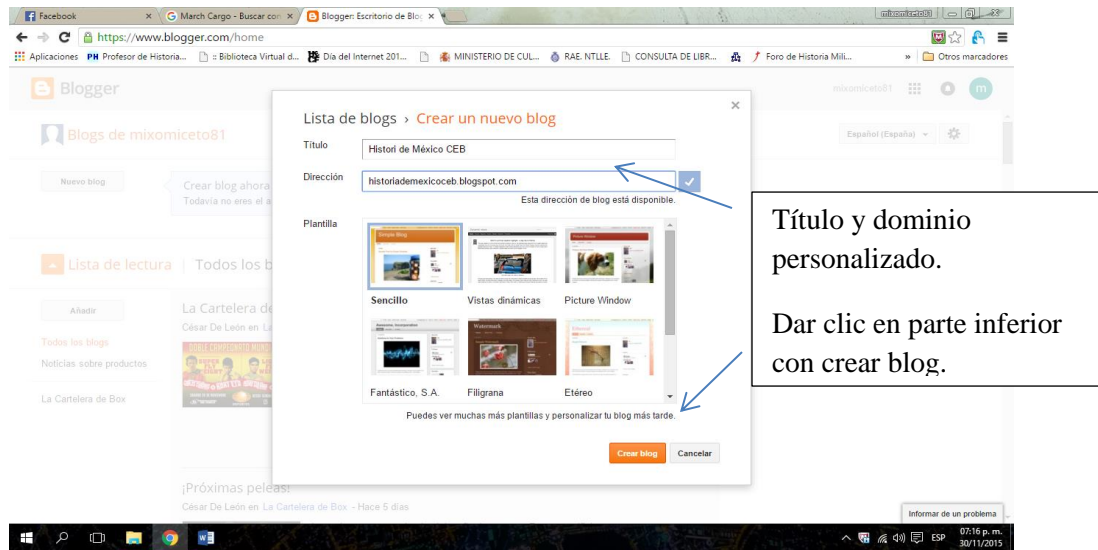 Facebook
March Cargo - Buscar con
Blogger: Escritorio de Blog
mixomiceto81
https://www.blogger.com/home
Aplicaciones
PH Profesor de Historia...
:: Biblioteca Virtual d...
Día del Internet 201...
MINISTERIO DE CUL...
RAE. NTLLE.
CONSULTA DE LIBR...
Foro de Historia Mili...
»
Otros marcadores
Blogger
mixomiceto81
m
Blogs de mixomiceto81
Español (España)
Nuevo blog
Crear blog ahora
Todavía no eres el a
Lista de lectura
Todos los b
Añadir
La Cartelera de
César De León en La
Todos los blogs
Noticias sobre productos
La Cartelera de Box
¡Próximas peleas!
César De León en La Cartelera de Box - Hace 5 días
Lista de blogs › Crear un nuevo blog
Título
Histori de México CEB
Dirección
historiademexicoceb.blogspot.com
Esta dirección de blog está disponible.
Plantilla
Simple Blog
Sencillo
Vistas dinámicas
Picture Window
Watermark
Fantástico, S.A.
Filigrana
Etéreo
Puedes ver muchas más plantillas y personalizar tu blog más tarde.
Crear blog
Cancelar
Título y dominio
personalizado.
Dar clic en parte inferior
con crear blog.
Informar de un problema
ESP
07:16 p. m.
30/11/2015